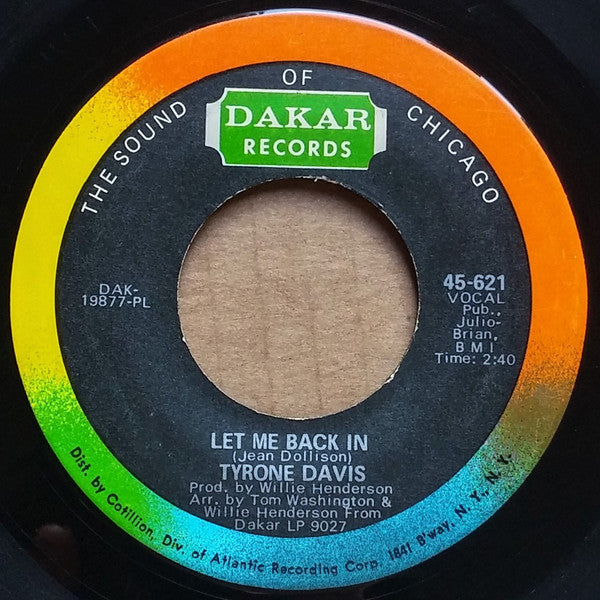 THE SOUND OF CHICAGO
DAKAR
RECORDS
DAK-
19877-PL
45-621
VOCAL
Pub.,
Julio-
Brian,
BMI
Time: 2:40
LET ME BACK IN
(Jean Dollison)
TYRONE DAVIS
Prod. by Willie Henderson
Arr. by Tom Washington &
Willie Henderson From
Dakar LP 9027
Dist. by Cotillion, Div. of Atlantic Recording Corp. 1841 B'way, N.Y., N.Y.